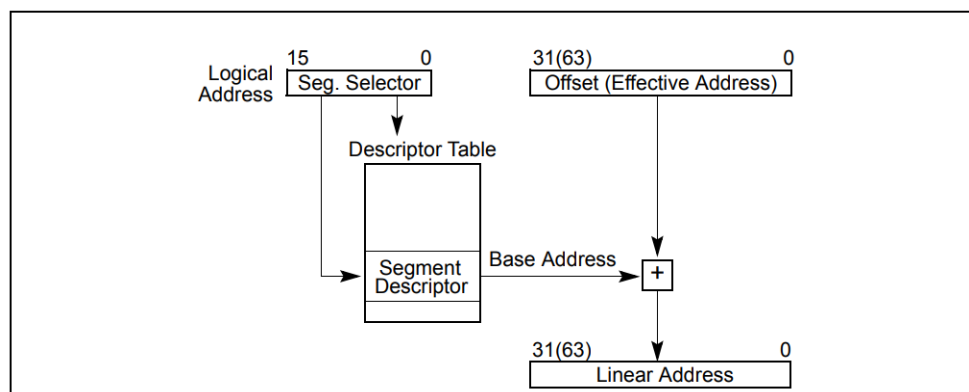 15 0
31(63) 0
Logical
Address
Seg. Selector
Offset (Effective Address)
Descriptor Table
Base Address
+
Segment
Descriptor
31(63) 0
Linear Address